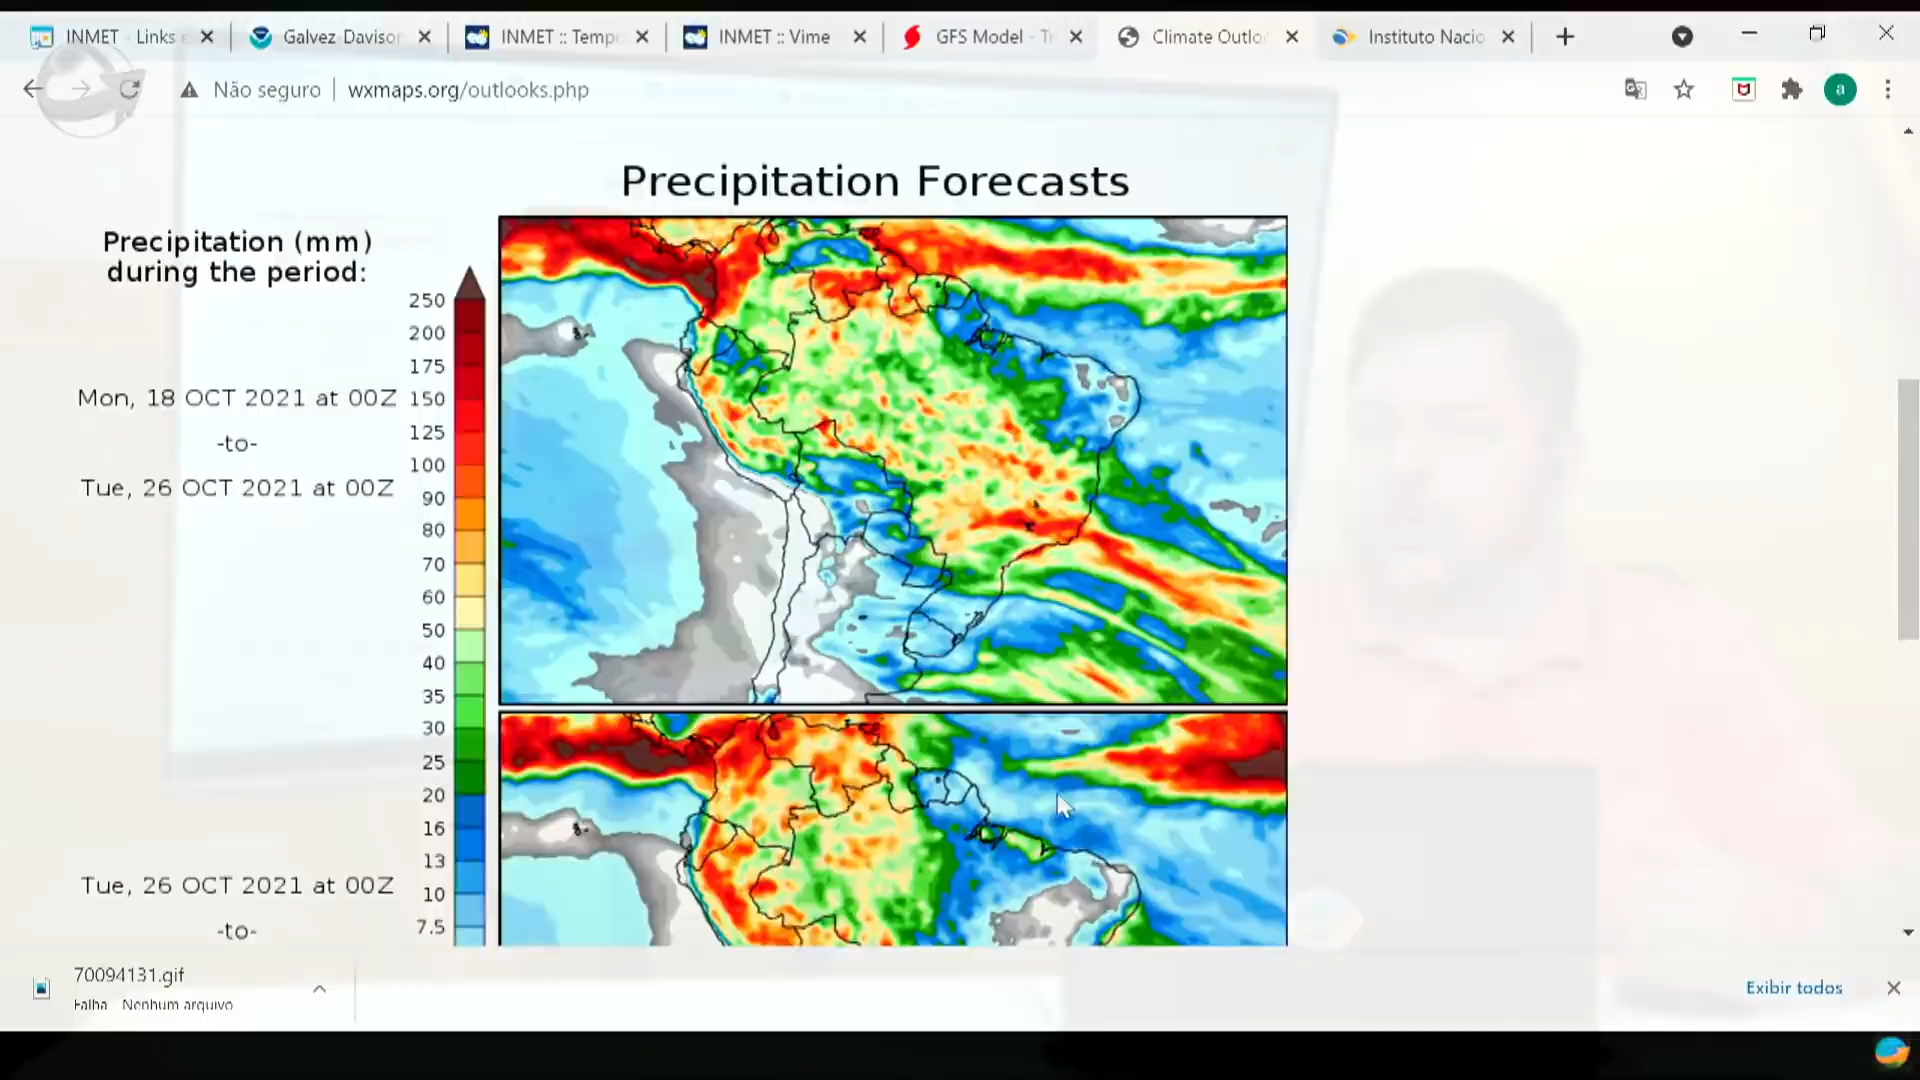 INMET - Links e
Galvez-Davison
INMET :: Tempo
INMET :: Vime
GFS Model - Tr
Climate Outlo
Instituto Nacio
Não seguro
wxmaps.org/outlooks.php
a
Precipitation Forecasts
Precipitation (mm)
during the period:
250
200
Mon, 18 OCT 2021 at 00Z
-to-
Tue, 26 OCT 2021 at 00Z
175
150
125
100
90
80
70
60
50
40
35
30
25
20
16
13
10
7.5
Tue, 26 OCT 2021 at 00Z
-to-
70094131.gif
Falha - Nenhum arquivo
Exibir todos